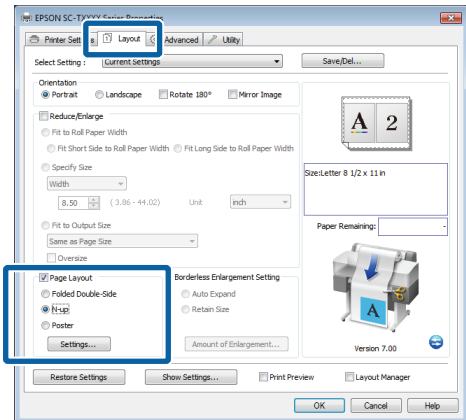 EPSON SC-TXXXX Series Properties
Printer Settings Layout Advanced Utility
Select Setting : Current Settings Save/Del...
Orientation
Portrait Landscape Rotate 180° Mirror Image
Reduce/Enlarge
Fit to Roll Paper Width
Fit Short Side to Roll Paper Width Fit Long Side to Roll Paper Width
Specify Size
Width
8.50 ( 3.86 - 44.02) Unit inch
Fit to Output Size
Same as Page Size
Oversize
A 2
Size:Letter 8 1/2 x 11 in
Paper Remaining: -
Page Layout
Folded Double-Side
N-up
Poster
Settings...
Borderless Enlargement Setting
Auto Expand
Retain Size
Amount of Enlargement...
A
Version 7.00
Restore Settings Show Settings... Print Preview Layout Manager
OK Cancel Help